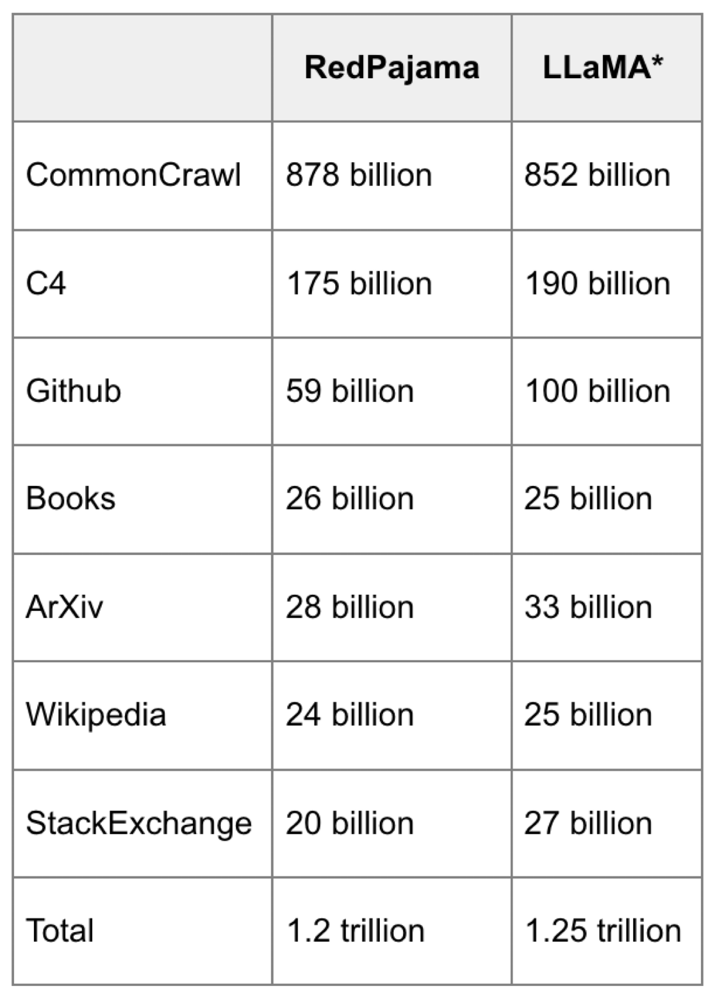 RedPajama LLaMA*
CommonCrawl 878 billion 852 billion
C4 175 billion 190 billion
Github 59 billion 100 billion
Books 26 billion 25 billion
ArXiv 28 billion 33 billion
Wikipedia 24 billion 25 billion
StackExchange 20 billion 27 billion
Total 1.2 trillion 1.25 trillion